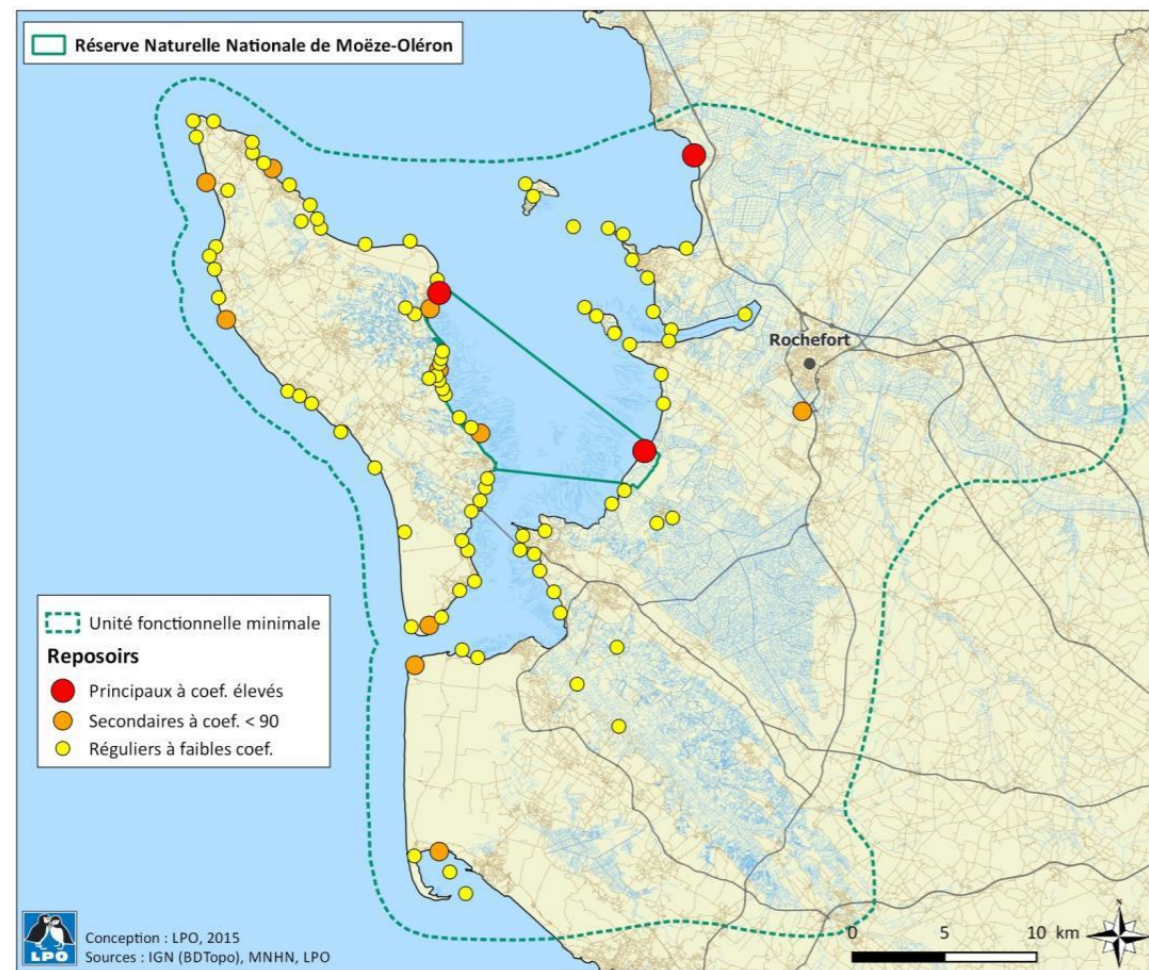 Réserve Naturelle Nationale de Moëze-Oléron
Rochefort
Unité fonctionnelle minimale
Reposoirs
Principaux à coef. élevés
Secondaires à coef. < 90
Réguliers à faibles coef.
LPO
Conception : LPO, 2015
Sources : IGN (BDTopo), MNHN, LPO
0 5 10 km
N